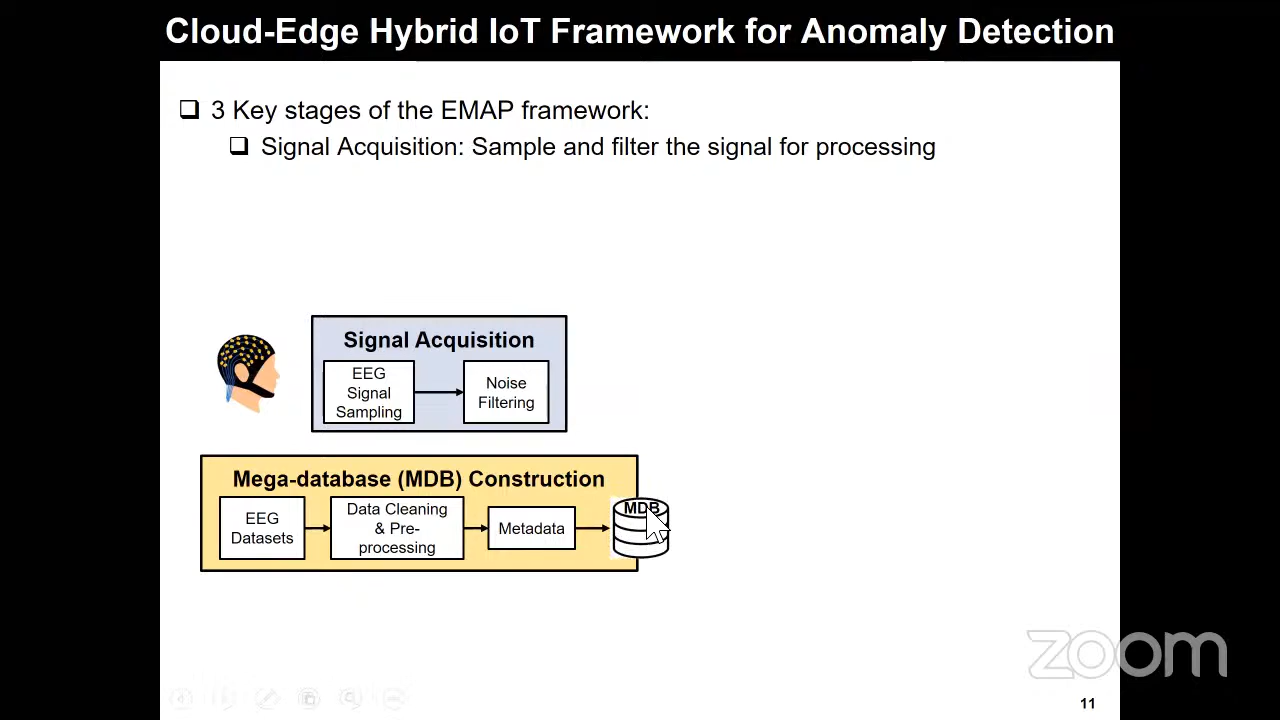 Cloud-Edge Hybrid IoT Framework for Anomaly Detection
3 Key stages of the EMAP framework:
Signal Acquisition: Sample and filter the signal for processing
Signal Acquisition
EEG
Signal
Sampling
Noise
Filtering
Mega-database (MDB) Construction
EEG
Datasets
Data Cleaning
& Pre-
processing
Metadata
MDB
zoom
11